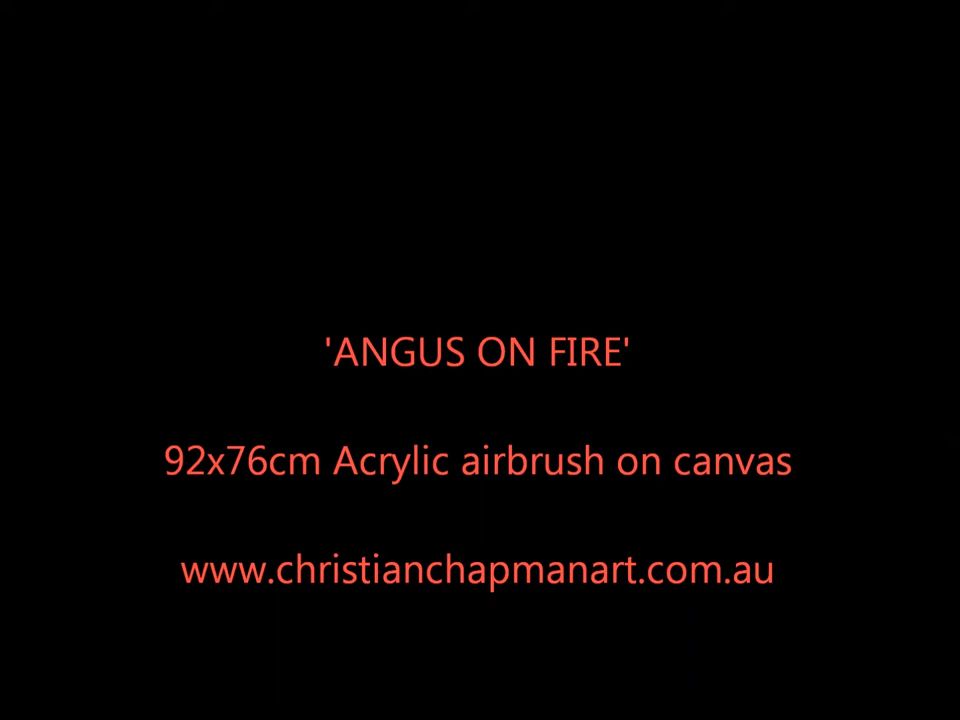 'ANGUS ON FIRE'
92x76cm Acrylic airbrush on canvas
www.christianchapmanart.com.au